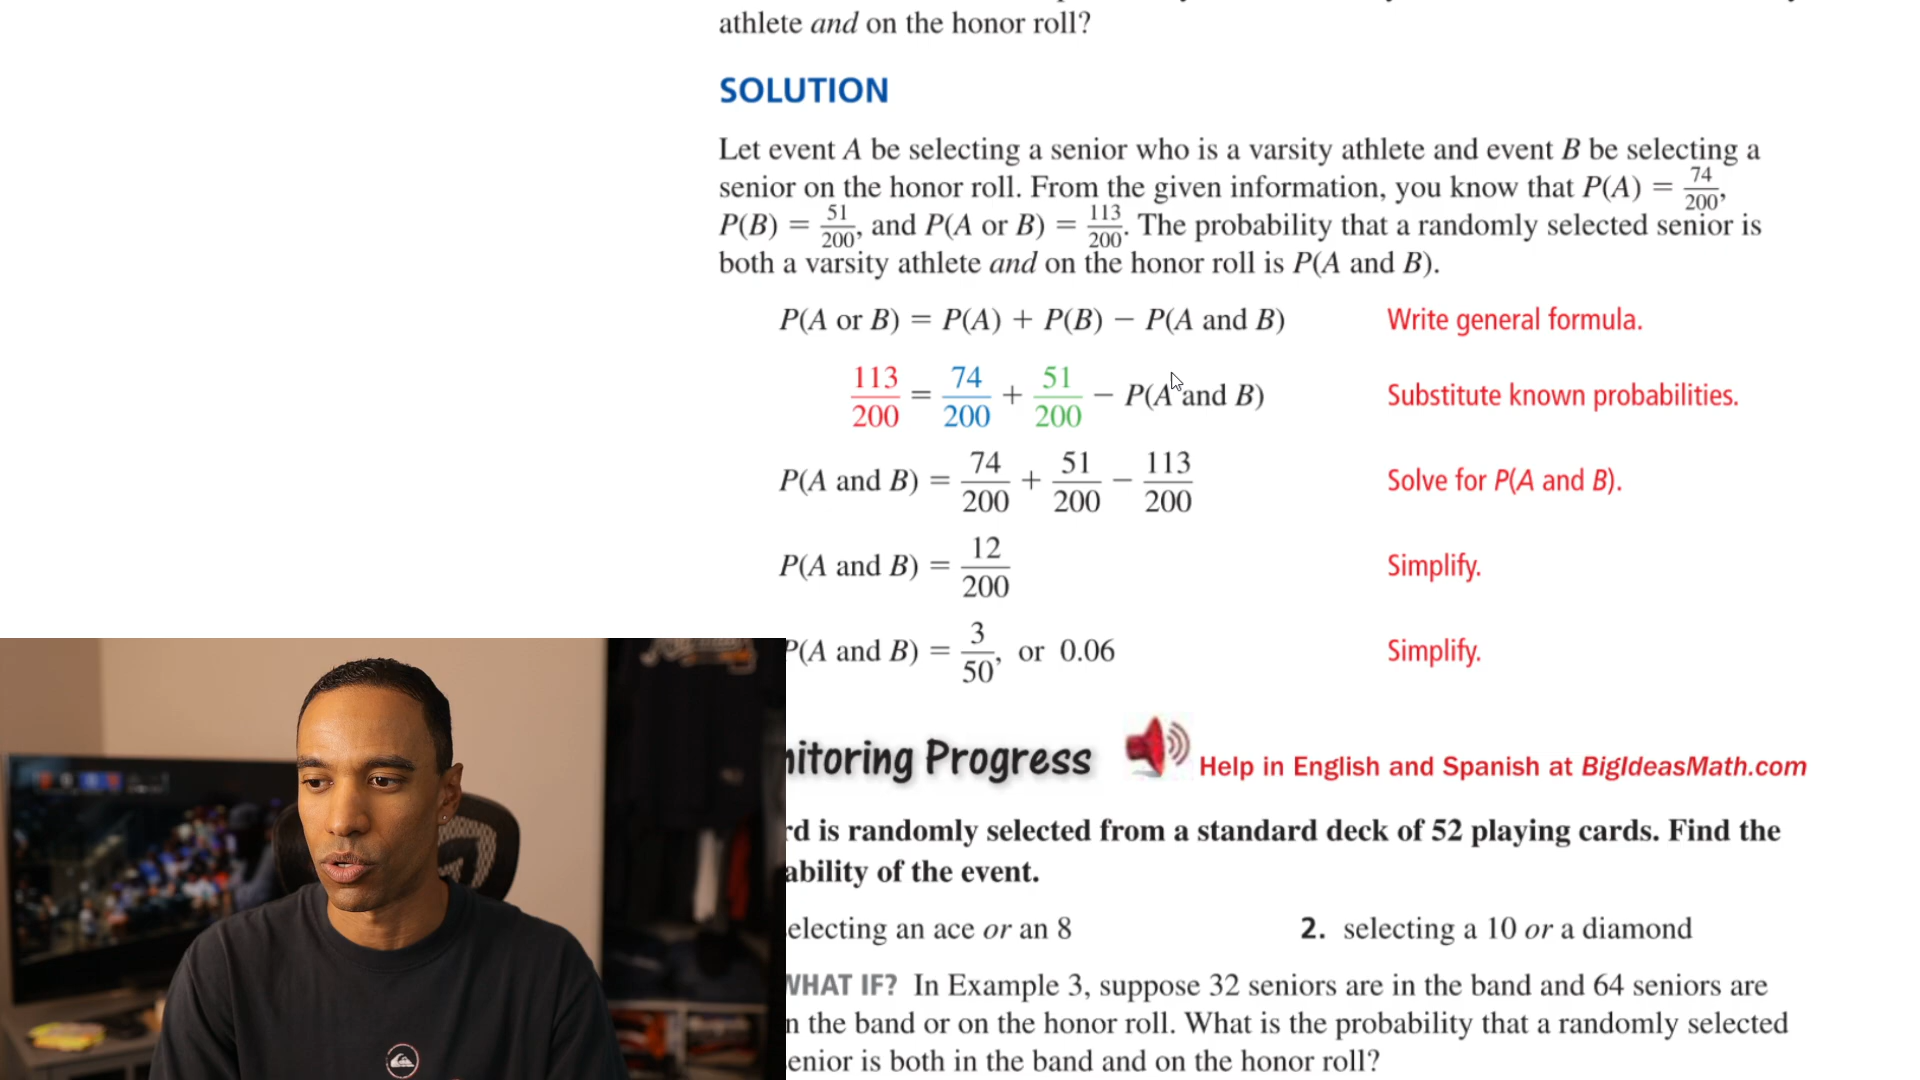 athlete and on the honor roll?
SOLUTION
Let event A be selecting a senior who is a varsity athlete and event B be selecting a
senior on the honor roll. From the given information, you know that P(A) = 74/200,
P(B) = 51/200, and P(A or B) = 113/200. The probability that a randomly selected senior is
both a varsity athlete and on the honor roll is P(A and B).
P(A or B) = P(A) + P(B) − P(A and B) Write general formula.
113/200 = 74/200 + 51/200 − P(A and B) Substitute known probabilities.
P(A and B) = 74/200 + 51/200 − 113/200 Solve for P(A and B).
P(A and B) = 12/200 Simplify.
P(A and B) = 3/50, or 0.06 Simplify.
nitoring Progress Help in English and Spanish at BigIdeasMath.com
rd is randomly selected from a standard deck of 52 playing cards. Find the
ability of the event.
electing an ace or an 8 2. selecting a 10 or a diamond
WHAT IF? In Example 3, suppose 32 seniors are in the band and 64 seniors are
n the band or on the honor roll. What is the probability that a randomly selected
enior is both in the band and on the honor roll?